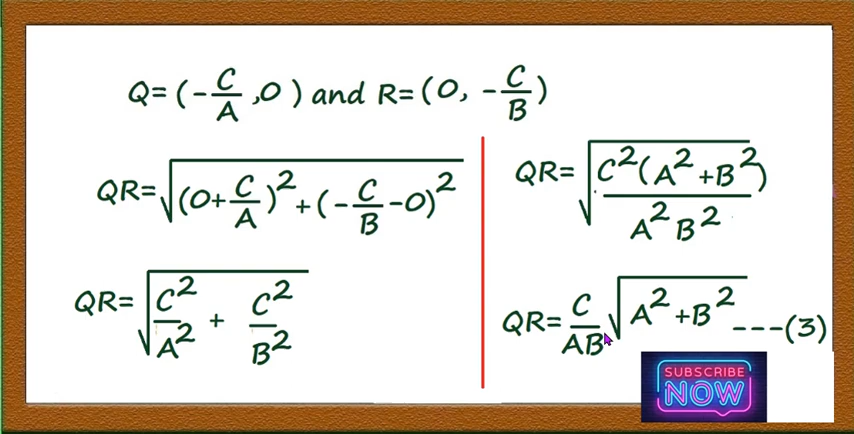 Q=(-C/A ,0) and R=(0, -C/B)
QR=√((0+C/A)²+(-C/B-0)²)
QR=√(C²/A² + C²/B²)
QR=√(C²(A²+B²)/A²B²)
QR=C/AB √(A²+B²) ---(3)
SUBSCRIBE
NOW